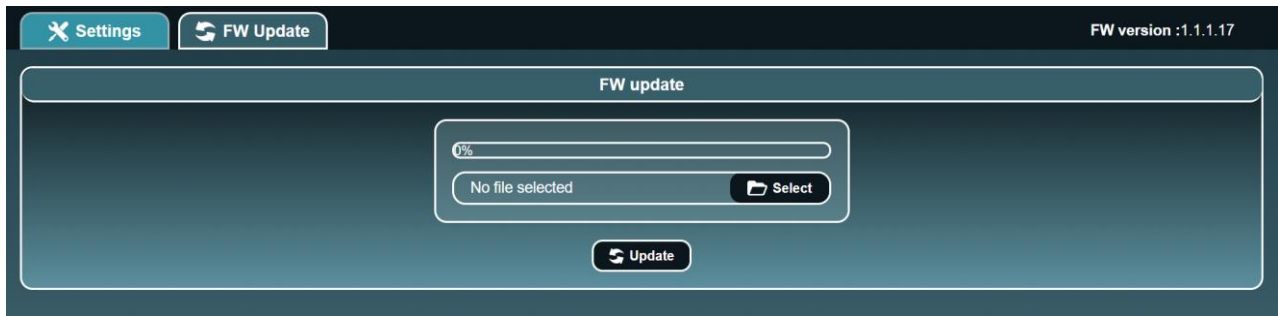 Settings
FW Update
FW version :1.1.1.17
FW update
0%
No file selected
Select
Update